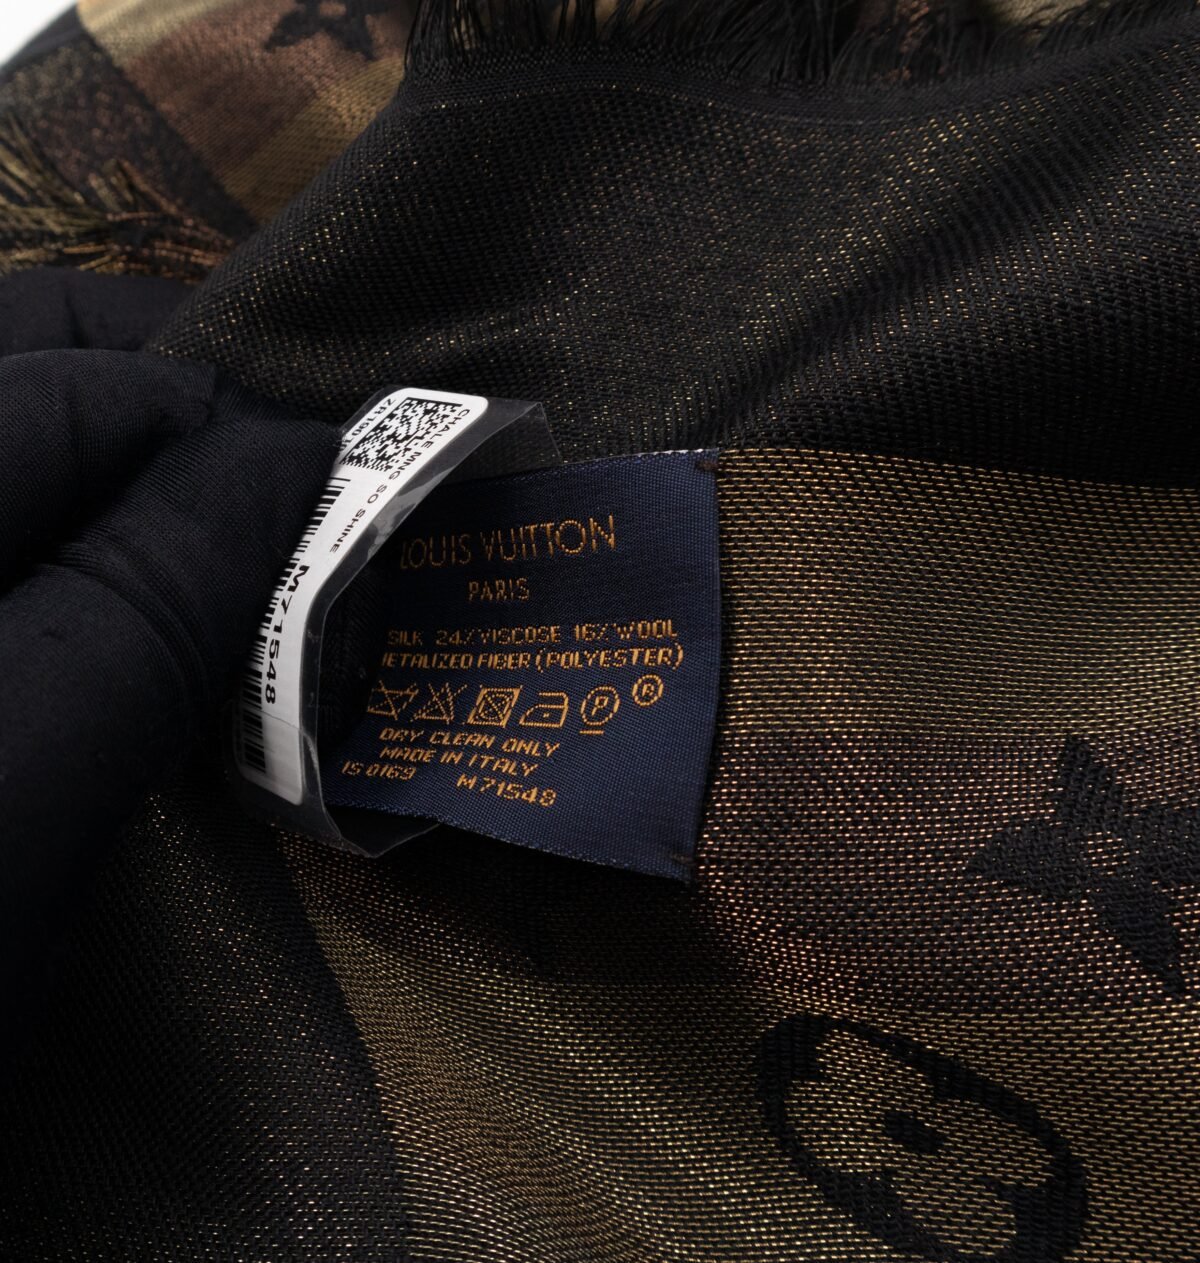 CHALE MNG SO SHINE
M71548
LOUIS VUITTON
PARIS
SILK 24% VISCOSE 16% WOOL
METALIZED FIBER (POLYESTER)
P
R
DRY CLEAN ONLY
MADE IN ITALY
IS 0169 M71548